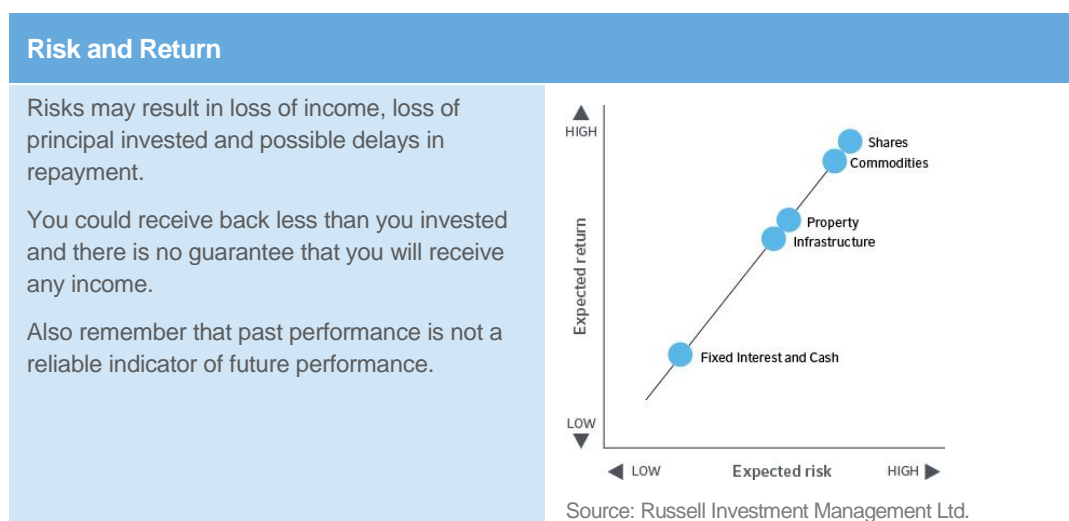 Risk and Return
Risks may result in loss of income, loss of
principal invested and possible delays in
repayment.
You could receive back less than you invested
and there is no guarantee that you will receive
any income.
Also remember that past performance is not a
reliable indicator of future performance.
HIGH
Shares
Commodities
Property
Infrastructure
Expected return
Fixed Interest and Cash
LOW
LOW Expected risk HIGH
Source: Russell Investment Management Ltd.